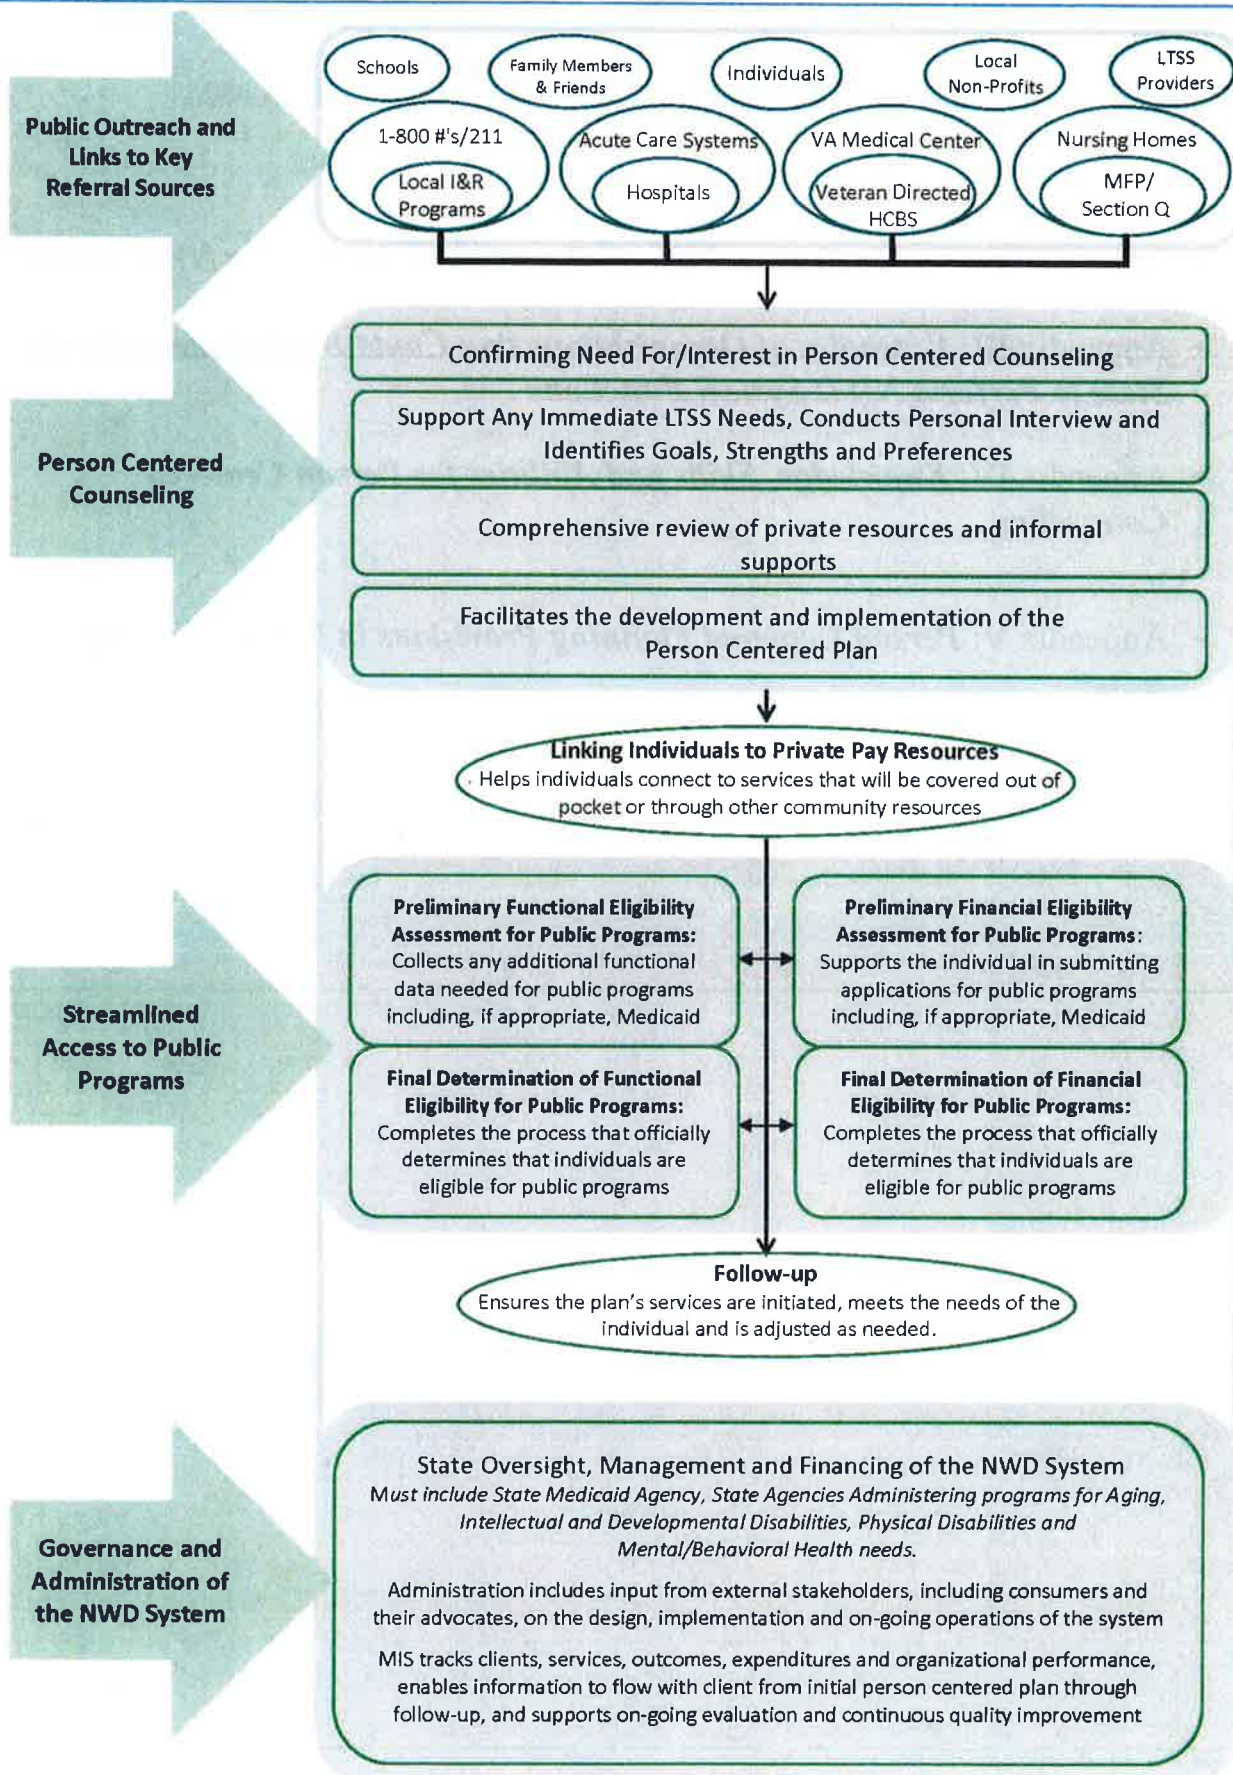 Public Outreach and
Links to Key
Referral Sources
Schools
Family Members
& Friends
Individuals
Local
Non-Profits
LTSS
Providers
1-800 #'s/211
Local I&R
Programs
Acute Care Systems
Hospitals
VA Medical Center
Veteran Directed
HCBS
Nursing Homes
MFP/
Section Q
Person Centered
Counseling
Confirming Need For/Interest in Person Centered Counseling
Support Any Immediate LTSS Needs, Conducts Personal Interview and
Identifies Goals, Strengths and Preferences
Comprehensive review of private resources and informal
supports
Facilitates the development and implementation of the
Person Centered Plan
Linking Individuals to Private Pay Resources
Helps individuals connect to services that will be covered out of
pocket or through other community resources
Streamlined
Access to Public
Programs
Preliminary Functional Eligibility
Assessment for Public Programs:
Collects any additional functional
data needed for public programs
including, if appropriate, Medicaid
Preliminary Financial Eligibility
Assessment for Public Programs:
Supports the individual in submitting
applications for public programs
including, if appropriate, Medicaid
Final Determination of Functional
Eligibility for Public Programs:
Completes the process that officially
determines that individuals are
eligible for public programs
Final Determination of Financial
Eligibility for Public Programs:
Completes the process that officially
determines that individuals are
eligible for public programs
Follow-up
Ensures the plan's services are initiated, meets the needs of the
individual and is adjusted as needed.
Governance and
Administration of
the NWD System
State Oversight, Management and Financing of the NWD System
Must include State Medicaid Agency, State Agencies Administering programs for Aging,
Intellectual and Developmental Disabilities, Physical Disabilities and
Mental/Behavioral Health needs.
Administration includes input from external stakeholders, including consumers and
their advocates, on the design, implementation and on-going operations of the system
MIS tracks clients, services, outcomes, expenditures and organizational performance,
enables information to flow with client from initial person centered plan through
follow-up, and supports on-going evaluation and continuous quality improvement